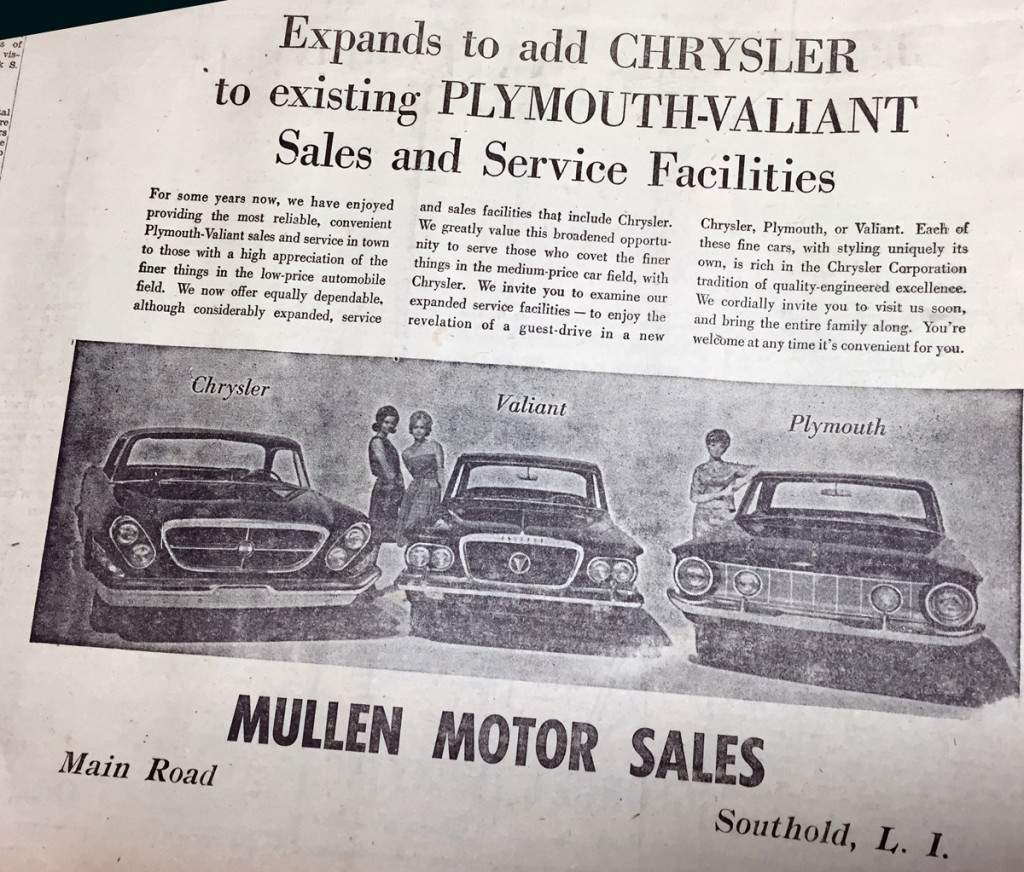 s of
vis-
k S.
Expands to add CHRYSLER
to existing PLYMOUTH-VALIANT
Sales and Service Facilities
For some years now, we have enjoyed
providing the most reliable, convenient
Plymouth-Valiant sales and service in town
to those with a high appreciation of the
finer things in the low-price automobile
field. We now offer equally dependable,
although considerably expanded, service
and sales facilities that include Chrysler.
We greatly value this broadened opportu-
nity to serve those who covet the finer
things in the medium-price car field, with
Chrysler. We invite you to examine our
expanded service facilities — to enjoy the
revelation of a guest-drive in a new
Chrysler, Plymouth, or Valiant. Each of
these fine cars, with styling uniquely its
own, is rich in the Chrysler Corporation
tradition of quality-engineered excellence.
We cordially invite you to visit us soon,
and bring the entire family along. You're
welcome at any time it's convenient for you.
Chrysler
Valiant
Plymouth
MULLEN MOTOR SALES
Main Road
Southold, L. I.